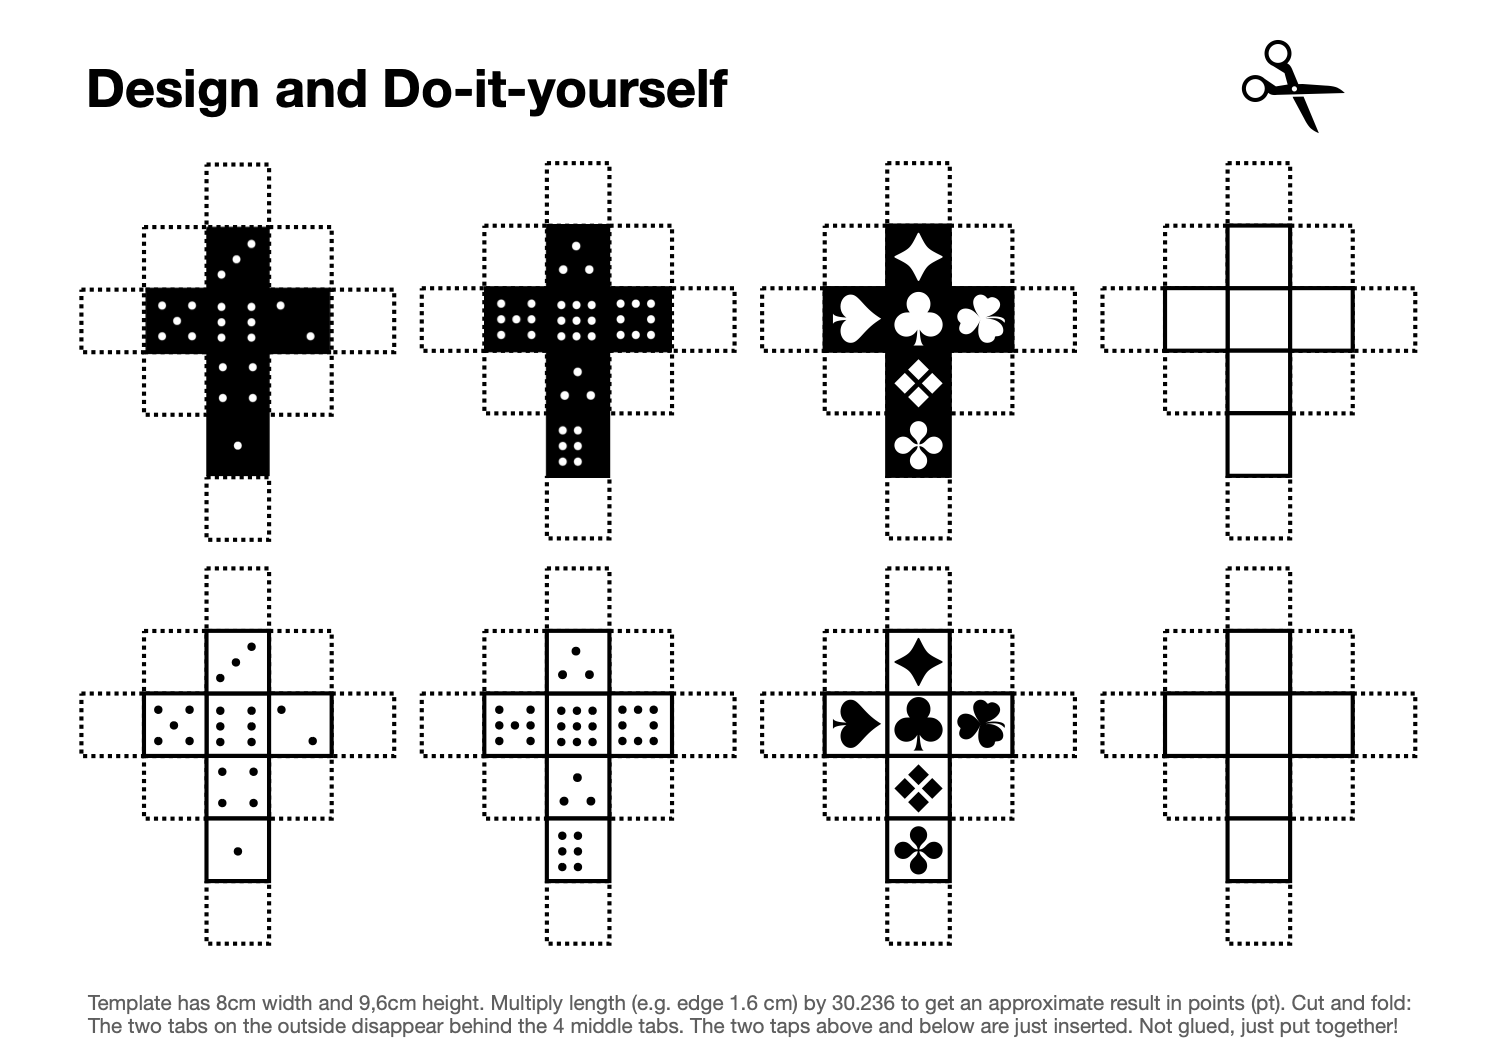 Design and Do-it-yourself
Template has 8cm width and 9,6cm height. Multiply length (e.g. edge 1.6 cm) by 30.236 to get an approximate result in points (pt). Cut and fold:
The two tabs on the outside disappear behind the 4 middle tabs. The two taps above and below are just inserted. Not glued, just put together!